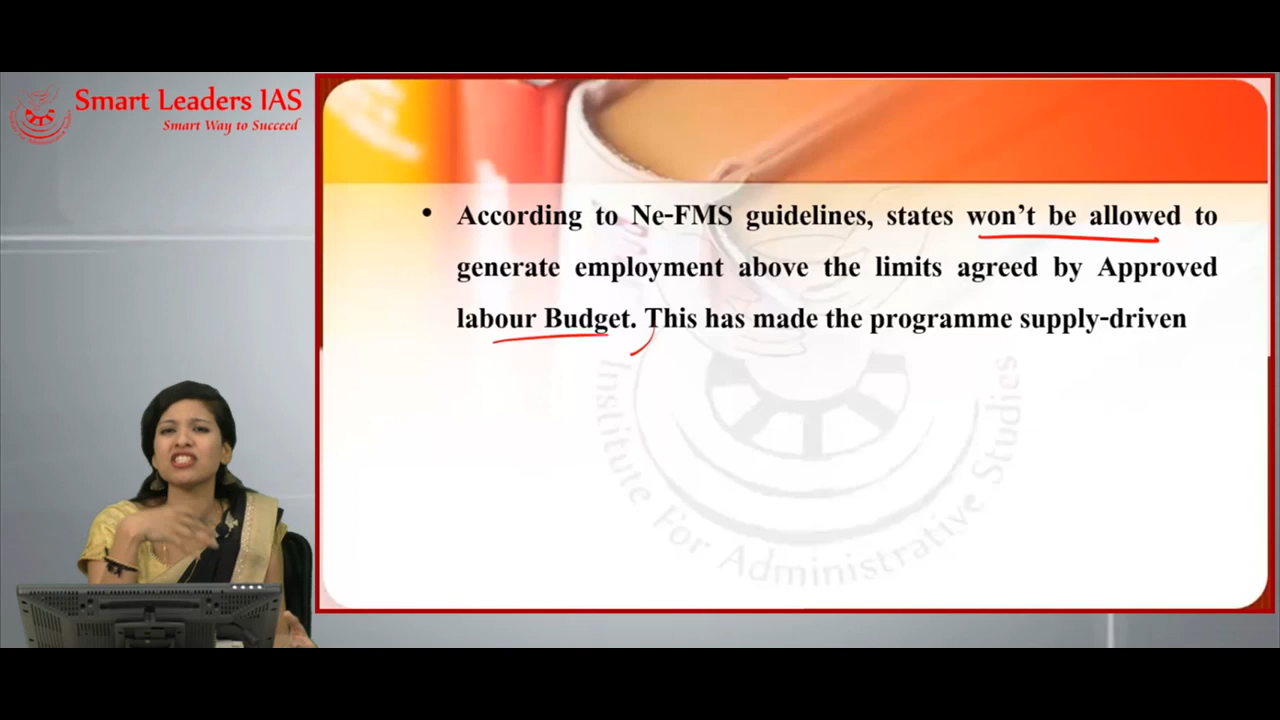 Smart Leaders IAS
Smart Way to Succeed
• According to Ne-FMS guidelines, states won’t be allowed to
generate employment above the limits agreed by Approved
labour Budget. This has made the programme supply-driven
Institute For Administrative Studies